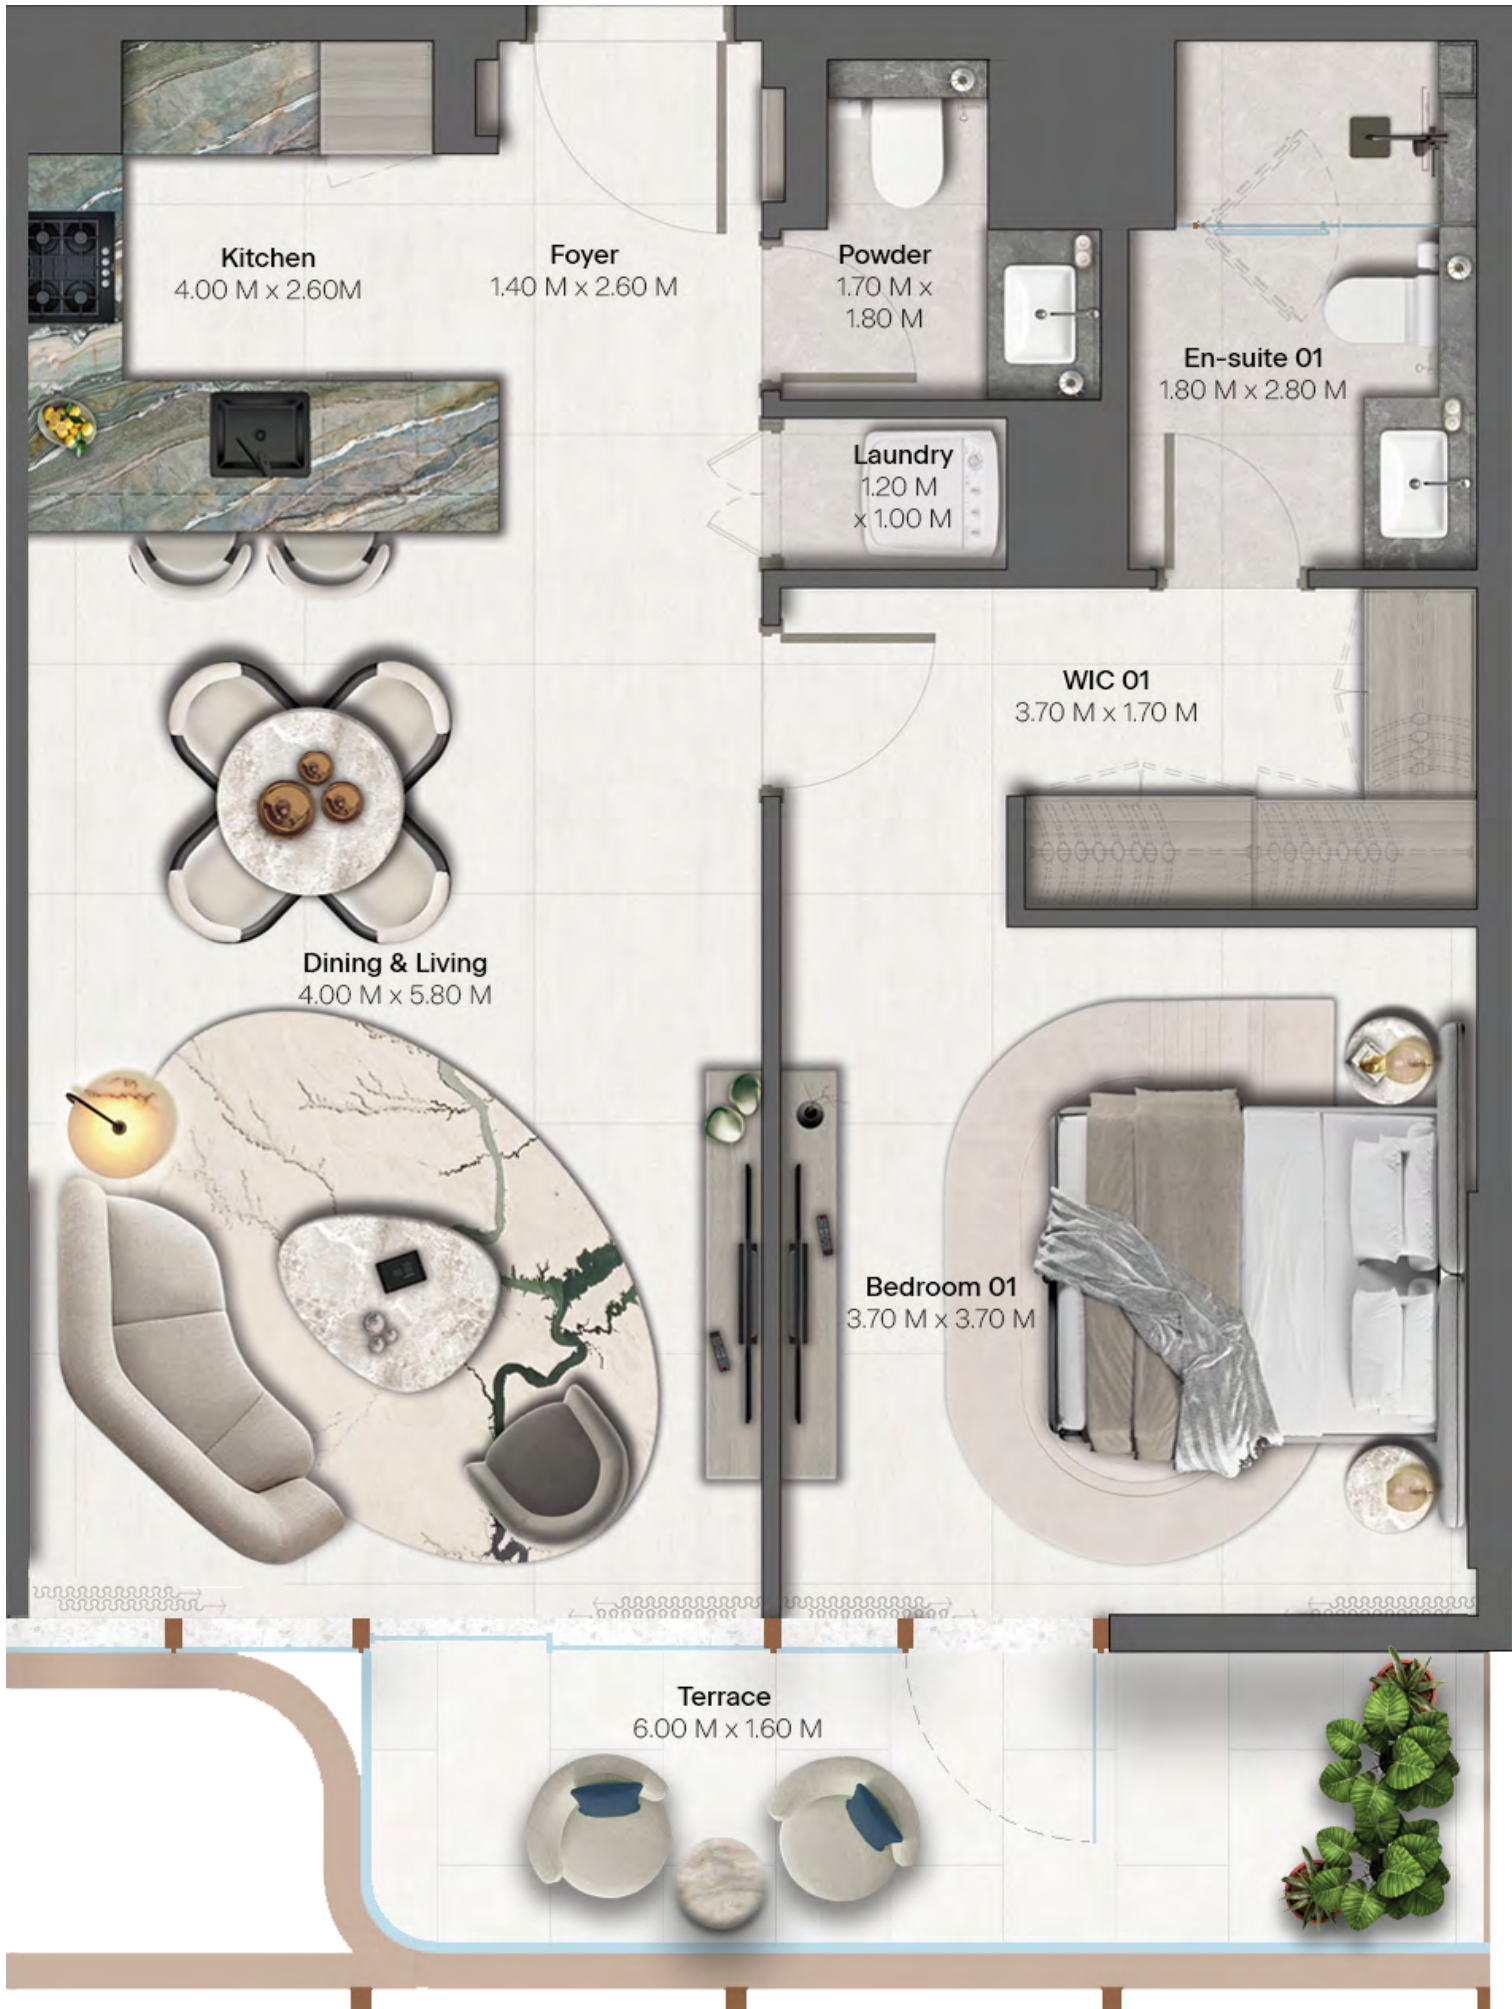 Kitchen
4.00 M x 2.60M
Foyer
1.40 M x 2.60 M
Powder
1.70 M x
1.80 M
En-suite 01
1.80 M x 2.80 M
Laundry
1.20 M
x 1.00 M
WIC 01
3.70 M x 1.70 M
Dining & Living
4.00 M x 5.80 M
Bedroom 01
3.70 M x 3.70 M
Terrace
6.00 M x 1.60 M